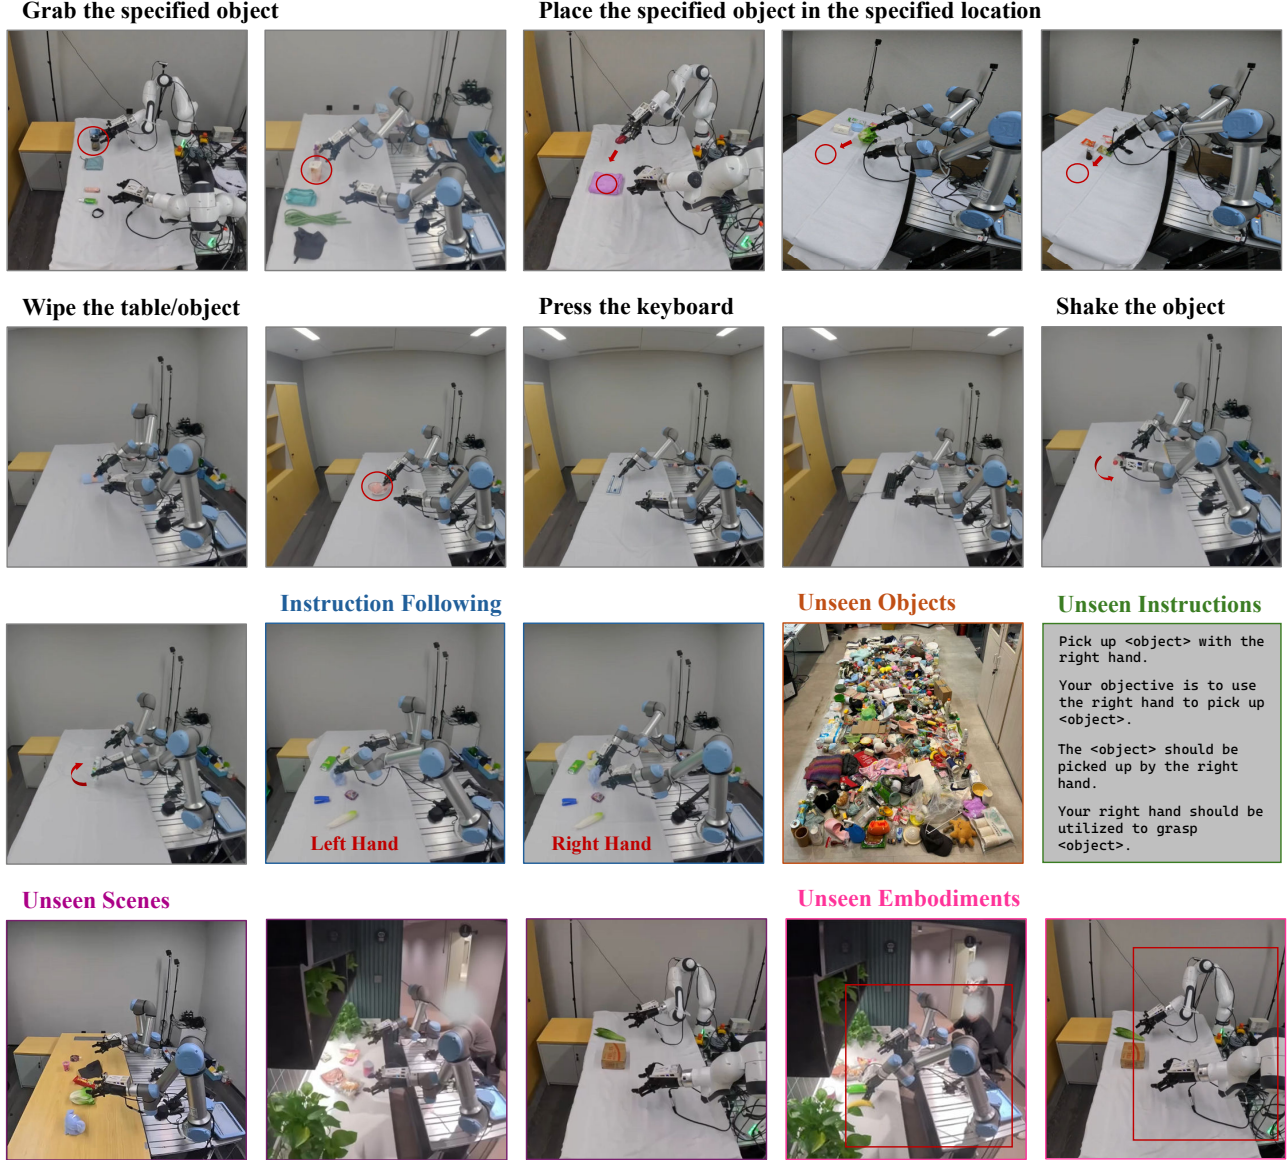 Grab the specified object
Place the specified object in the specified location
Wipe the table/object
Press the keyboard
Shake the object
Instruction Following
Unseen Objects
Unseen Instructions
Left Hand
Right Hand
Pick up <object> with the
right hand.
Your objective is to use
the right hand to pick up
<object>.
The <object> should be
picked up by the right
hand.
Your right hand should be
utilized to grasp
<object>.
Unseen Scenes
Unseen Embodiments